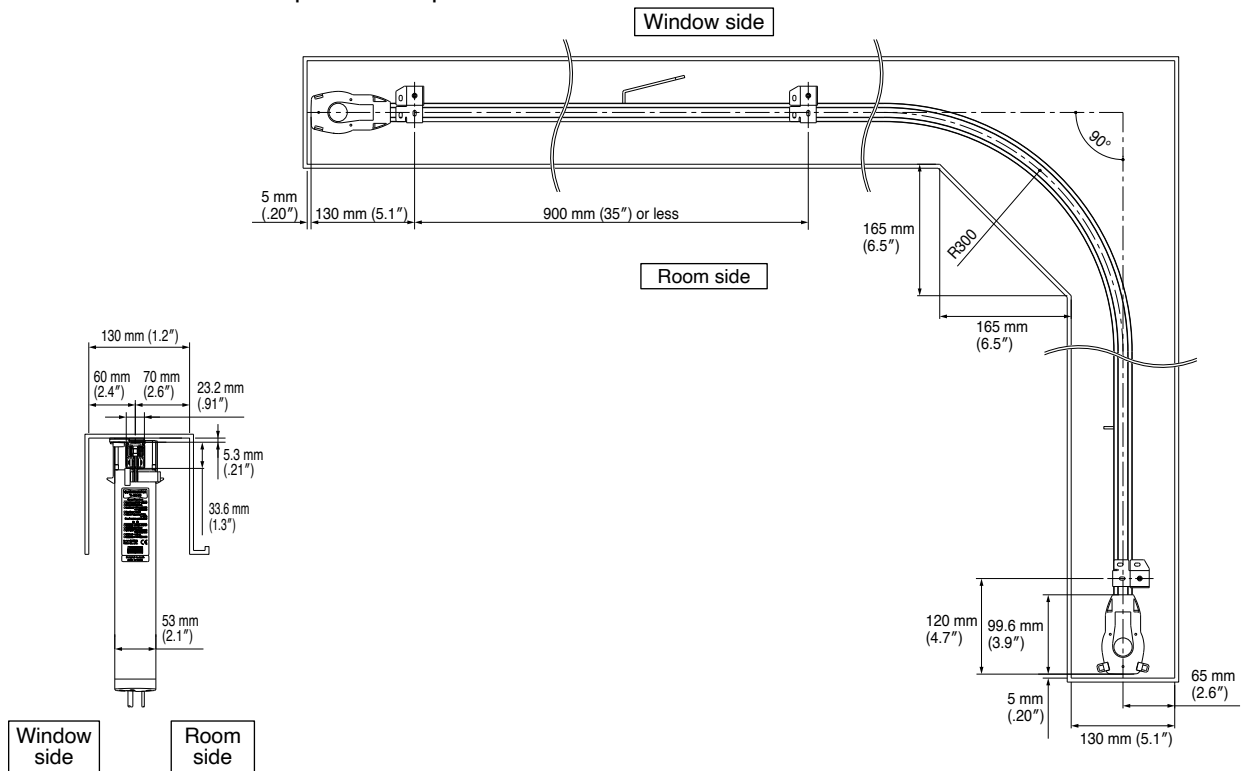 Window side
90°
5 mm
(.20″)
130 mm (5.1″)
900 mm (35″) or less
165 mm
(6.5″)
R300
Room side
165 mm
(6.5″)
130 mm (1.2″)
60 mm
(2.4″)
70 mm
(2.6″)
23.2 mm
(.91″)
5.3 mm
(.21″)
33.6 mm
(1.3″)
53 mm
(2.1″)
120 mm
(4.7″)
99.6 mm
(3.9″)
5 mm
(.20″)
65 mm
(2.6″)
130 mm (5.1″)
Window
side
Room
side